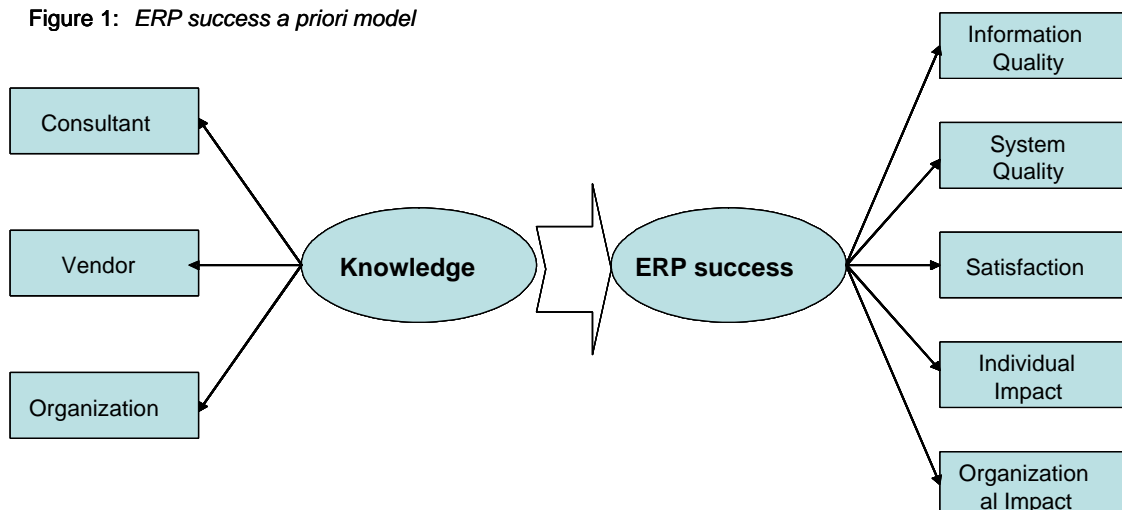 Figure 1: ERP success a priori model
Consultant
Vendor
Organization
Knowledge
ERP success
Information
Quality
System
Quality
Satisfaction
Individual
Impact
Organization
al Impact